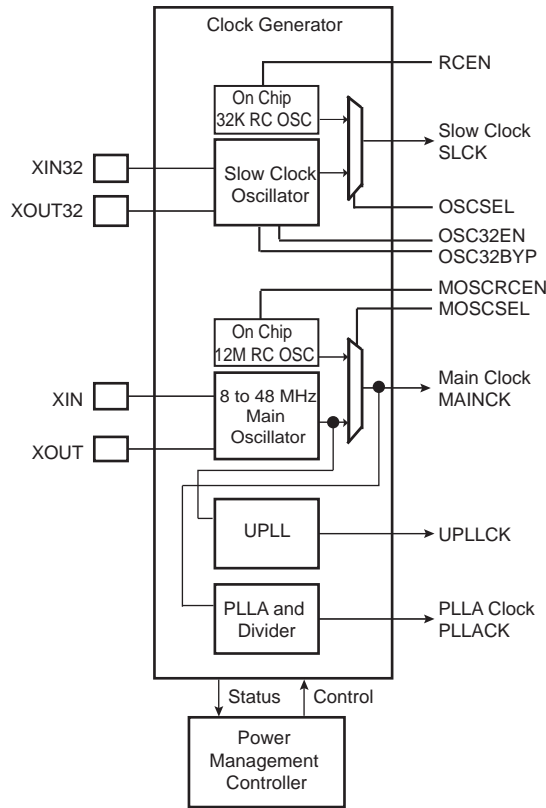 Clock Generator
RCEN
On Chip
32K RC OSC
Slow Clock
SLCK
XIN32
Slow Clock
Oscillator
XOUT32
OSCSEL
OSC32EN
OSC32BYP
MOSCRCEN
MOSCSEL
On Chip
12M RC OSC
Main Clock
MAINCK
XIN
8 to 48 MHz
Main
Oscillator
XOUT
UPLL
UPLLCK
PLLA and
Divider
PLLA Clock
PLLACK
Status
Control
Power
Management
Controller